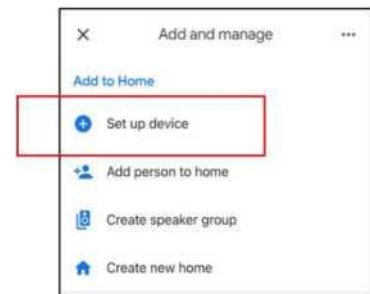 Add and manage
Add to Home
Set up device
Add person to home
Create speaker group
Create new home